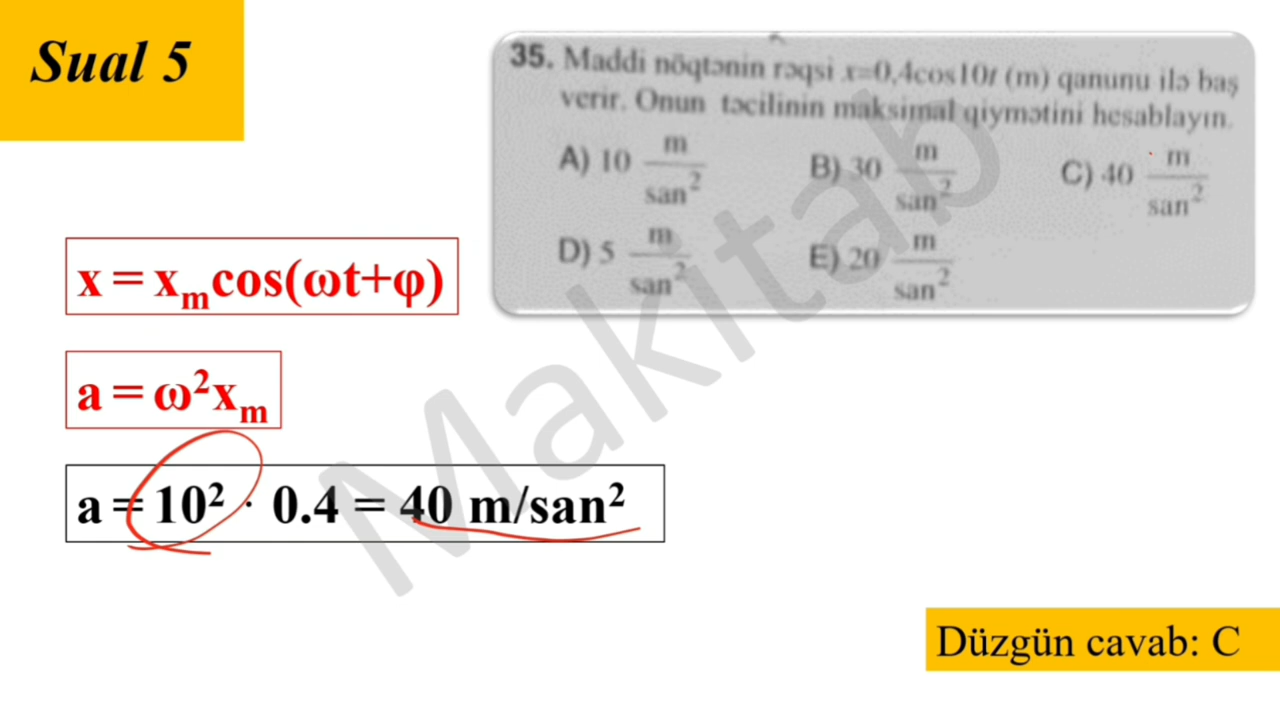 Sual 5
35. Maddi nöqtənin rəqsi x=0,4cos10t (m) qanunu ilə baş
verir. Onun təcilinin maksimal qiymətini hesablayın.
A) 10 m/san² B) 30 m/san² C) 40 m/san²
D) 5 m/san² E) 20 m/san²
x = xₘcos(ωt+φ)
a = ω²xₘ
a = 10² · 0.4 = 40 m/san²
Düzgün cavab: C
Makitab